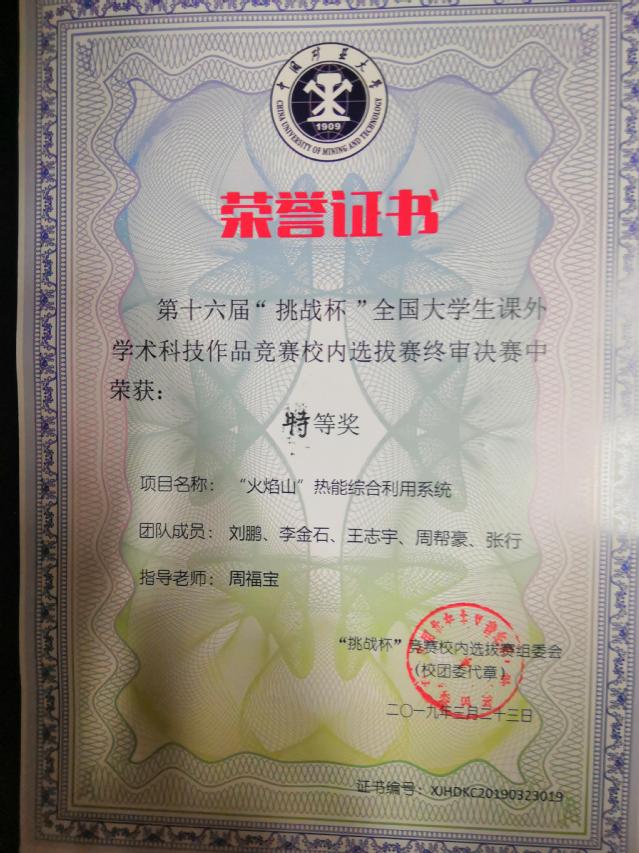 中国矿业大学
CHINA UNIVERSITY OF MINING AND TECHNOLOGY
1909
荣誉证书
第十六届“挑战杯”全国大学生课外
学术科技作品竞赛校内选拔赛终审决赛中
荣获：
特等奖
项目名称：“火焰山”热能综合利用系统
团队成员：刘鹏、李金石、王志宇、周帮豪、张行
指导老师：周福宝
“挑战杯”竞赛校内选拔赛组委会
（校团委代章）
二〇一九年三月二十三日
证书编号：XJHDKC20190323019